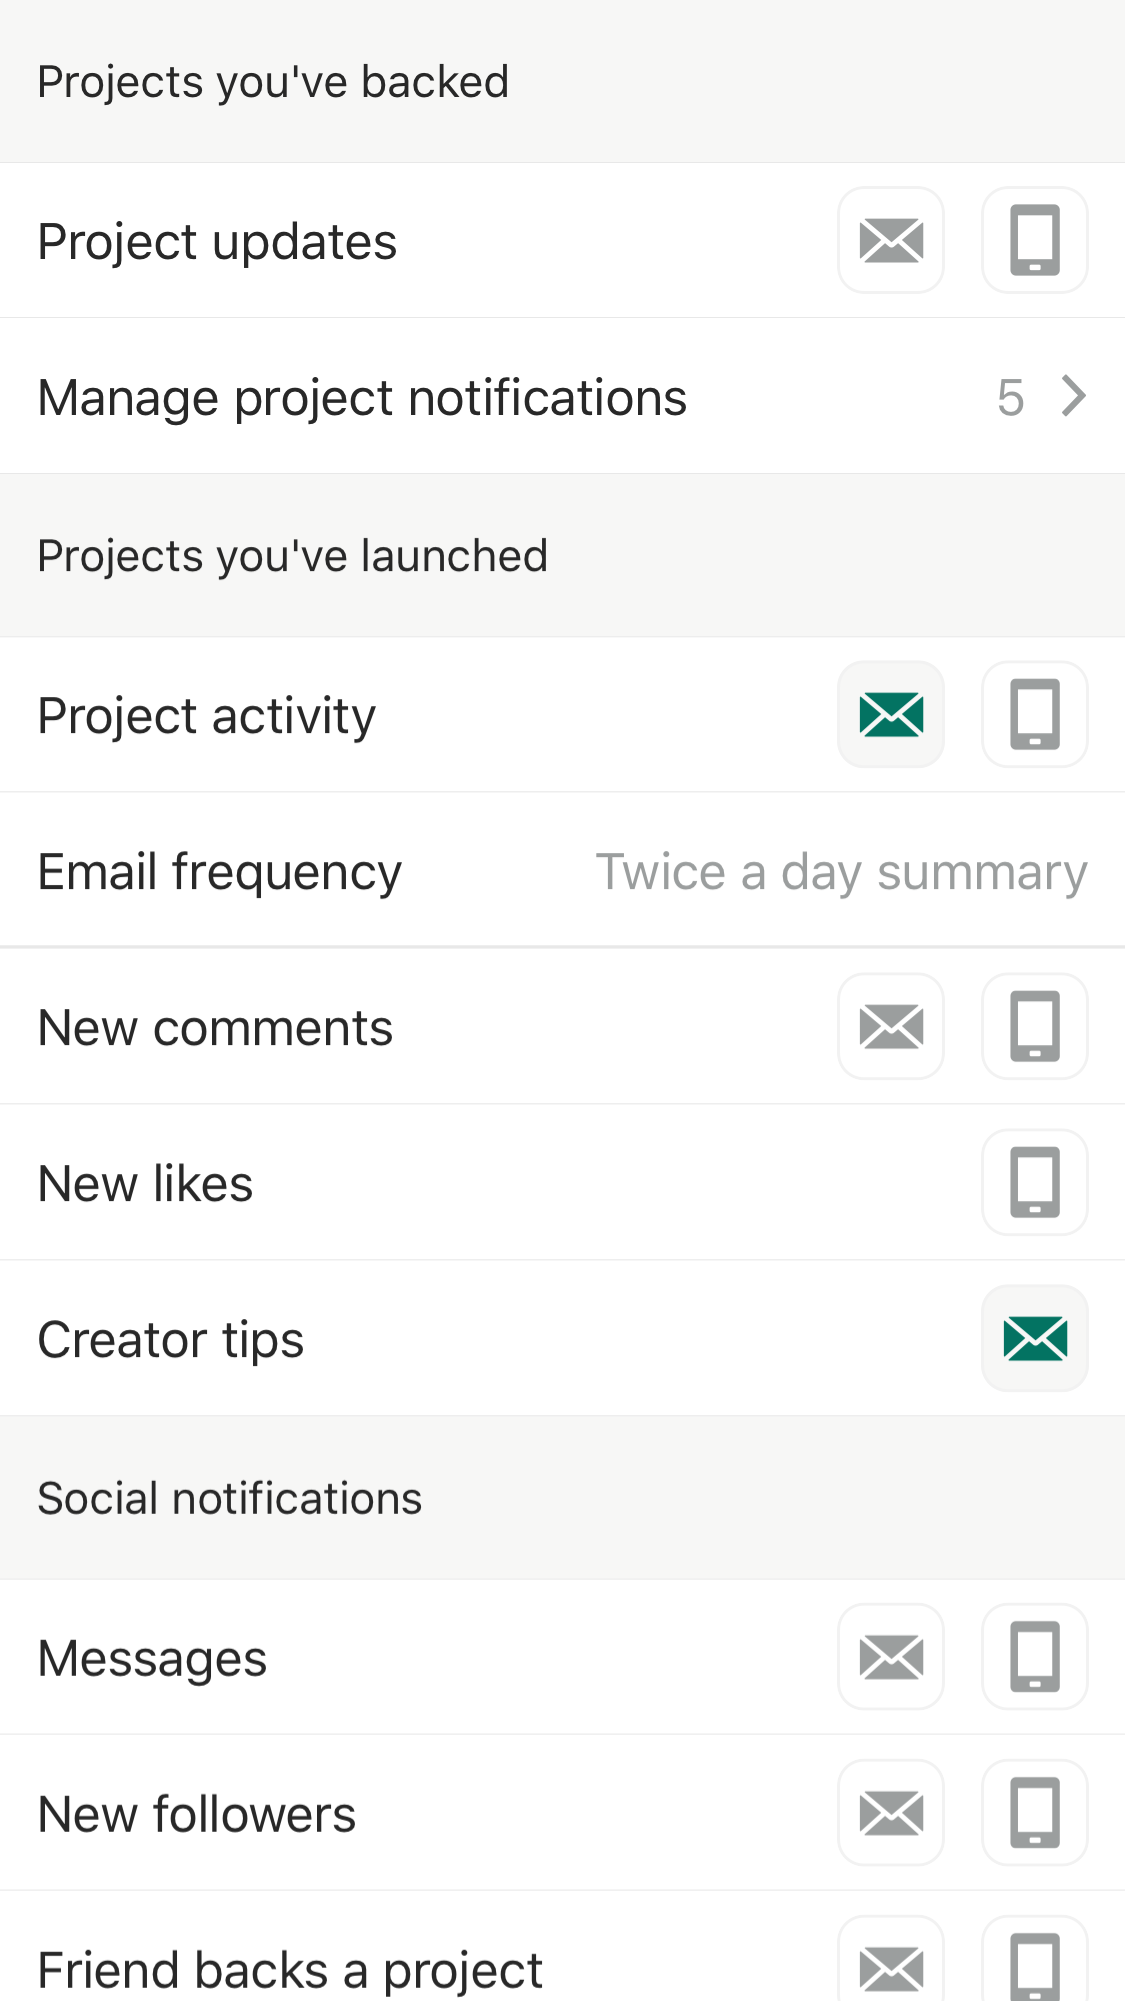 Projects you've backed
Project updates
Manage project notifications 5
Projects you've launched
Project activity
Email frequency Twice a day summary
New comments
New likes
Creator tips
Social notifications
Messages
New followers
Friend backs a project